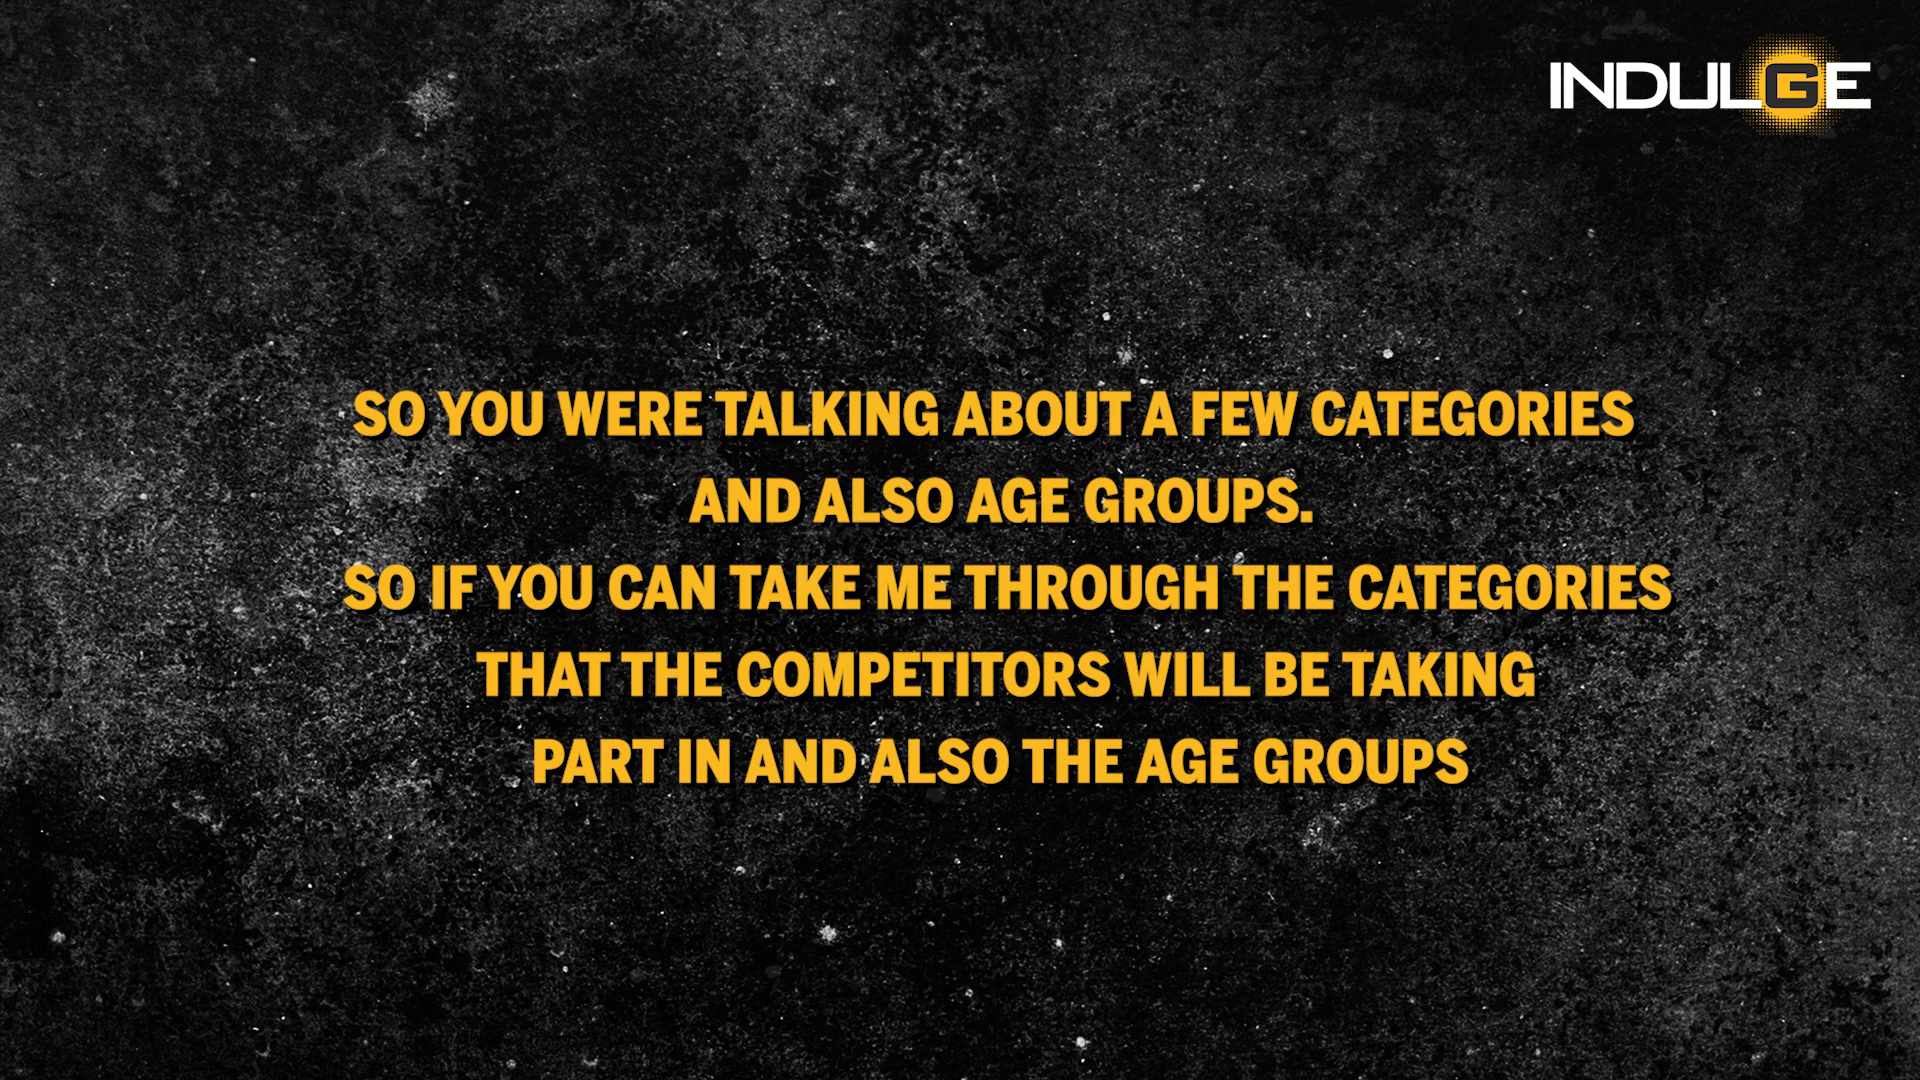 INDULGE
SO YOU WERE TALKING ABOUT A FEW CATEGORIES
AND ALSO AGE GROUPS.
SO IF YOU CAN TAKE ME THROUGH THE CATEGORIES
THAT THE COMPETITORS WILL BE TAKING
PART IN AND ALSO THE AGE GROUPS